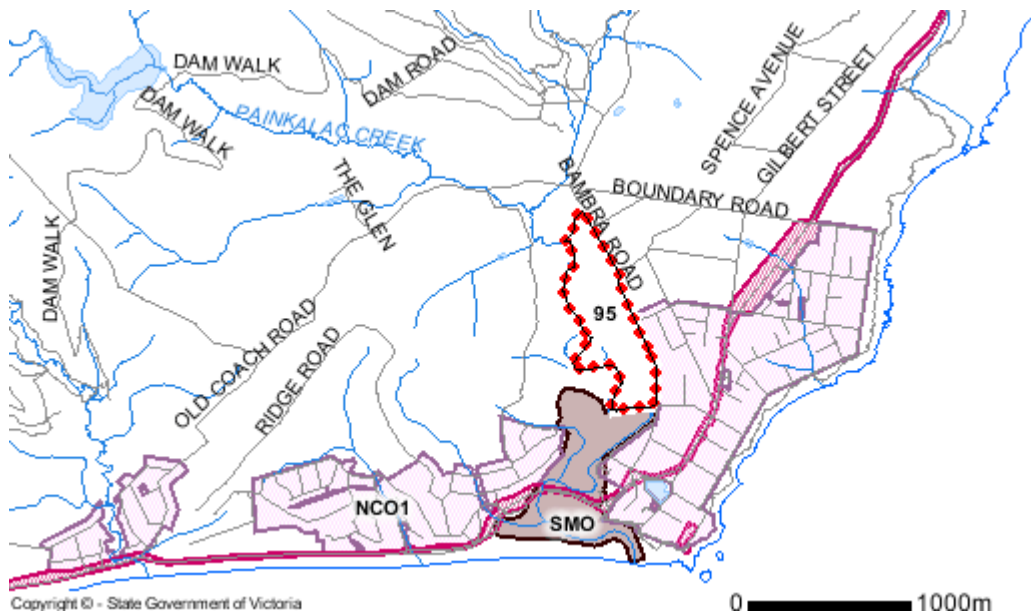 DAM WALK
DAM ROAD
SPENCE AVENUE
GILBERT STREET
DAM WALK
PAINKALAC CREEK
THE GLEN
BAMBRA ROAD
BOUNDARY ROAD
DAM WALK
OLD COACH ROAD
RIDGE ROAD
95
NCO1
SMO
Copyright © - State Government of Victoria
0 1000m